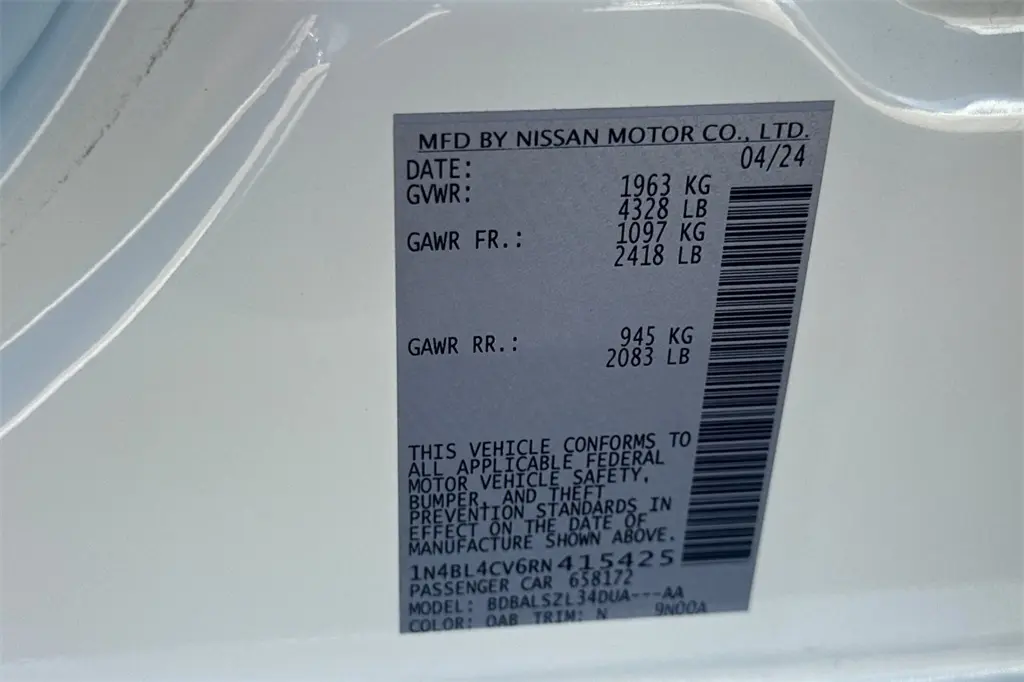 MFD BY NISSAN MOTOR CO., LTD.
DATE: 04/24
GVWR: 1963 KG
4328 LB
GAWR FR.: 1097 KG
2418 LB
GAWR RR.: 945 KG
2083 LB
THIS VEHICLE CONFORMS TO
ALL APPLICABLE FEDERAL
MOTOR VEHICLE SAFETY,
BUMPER, AND THEFT
PREVENTION STANDARDS IN
EFFECT ON THE DATE OF
MANUFACTURE SHOWN ABOVE.
1N4BL4CV6RN415425
PASSENGER CAR 658172
MODEL: BDBALSZL34DUA---AA
COLOR: QAB TRIM: N 9N00A